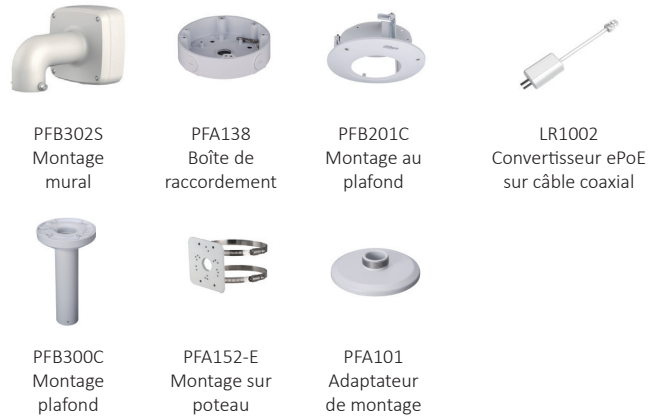 PFB302S
Montage
mural
PFA138
Boîte de
raccordement
PFB201C
Montage au
plafond
LR1002
Convertisseur ePoE
sur câble coaxial
PFB300C
Montage
plafond
PFA152-E
Montage sur
poteau
PFA101
Adaptateur
de montage